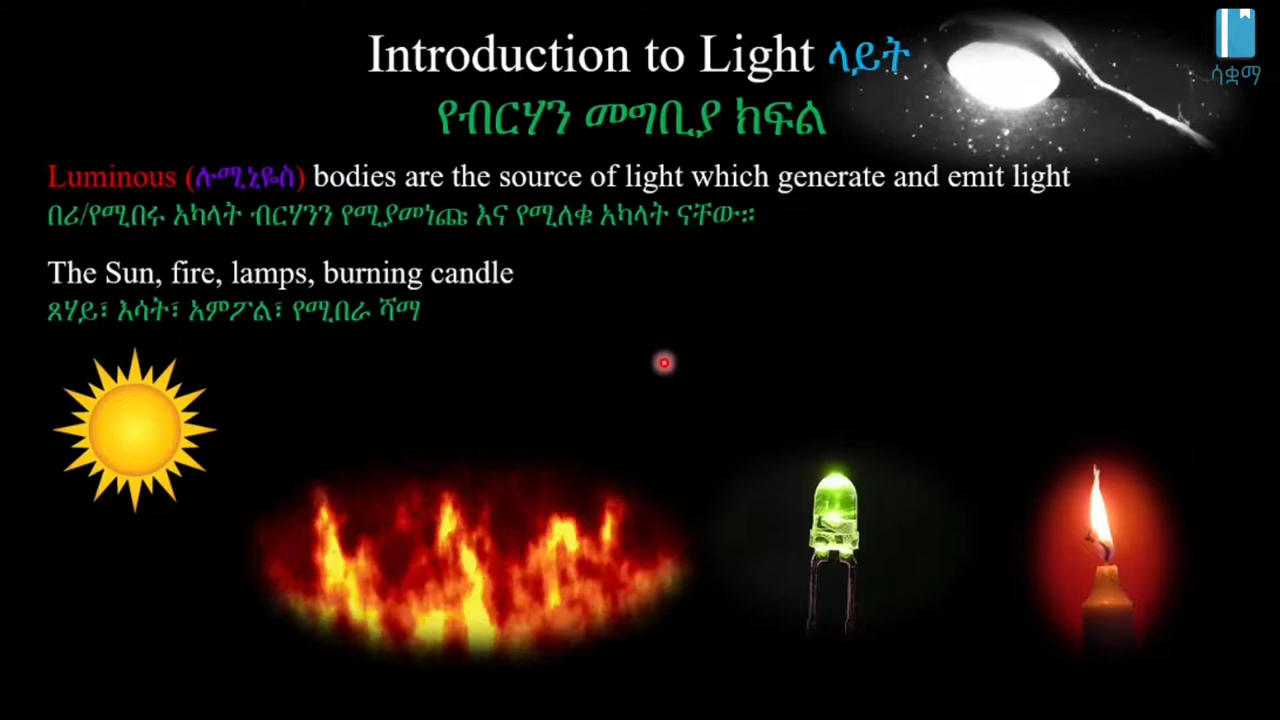 Introduction to Light ላይት
ሳቋማ
የብርሃን መግቢያ ክፍል
Luminous (ሉሚኒዬስ) bodies are the source of light which generate and emit light
በሪ/የሚበሩ አካላት ብርሃንን የሚያመነጩ እና የሚለቁ አካላት ናቸው።
The Sun, fire, lamps, burning candle
ጸሃይ፣ እሳት፣ አምፖል፣ የሚበራ ሻማ